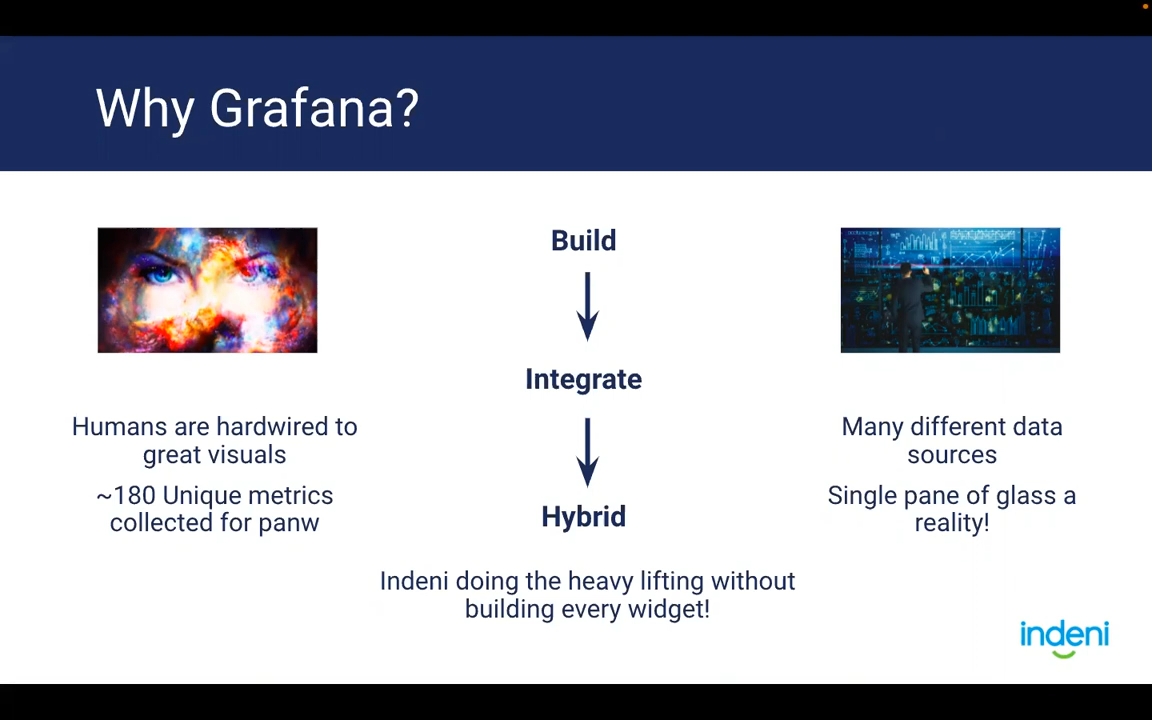 Why Grafana?
Build
Integrate
Hybrid
Humans are hardwired to
great visuals
~180 Unique metrics
collected for panw
Many different data
sources
Single pane of glass a
reality!
Indeni doing the heavy lifting without
building every widget!
indeni